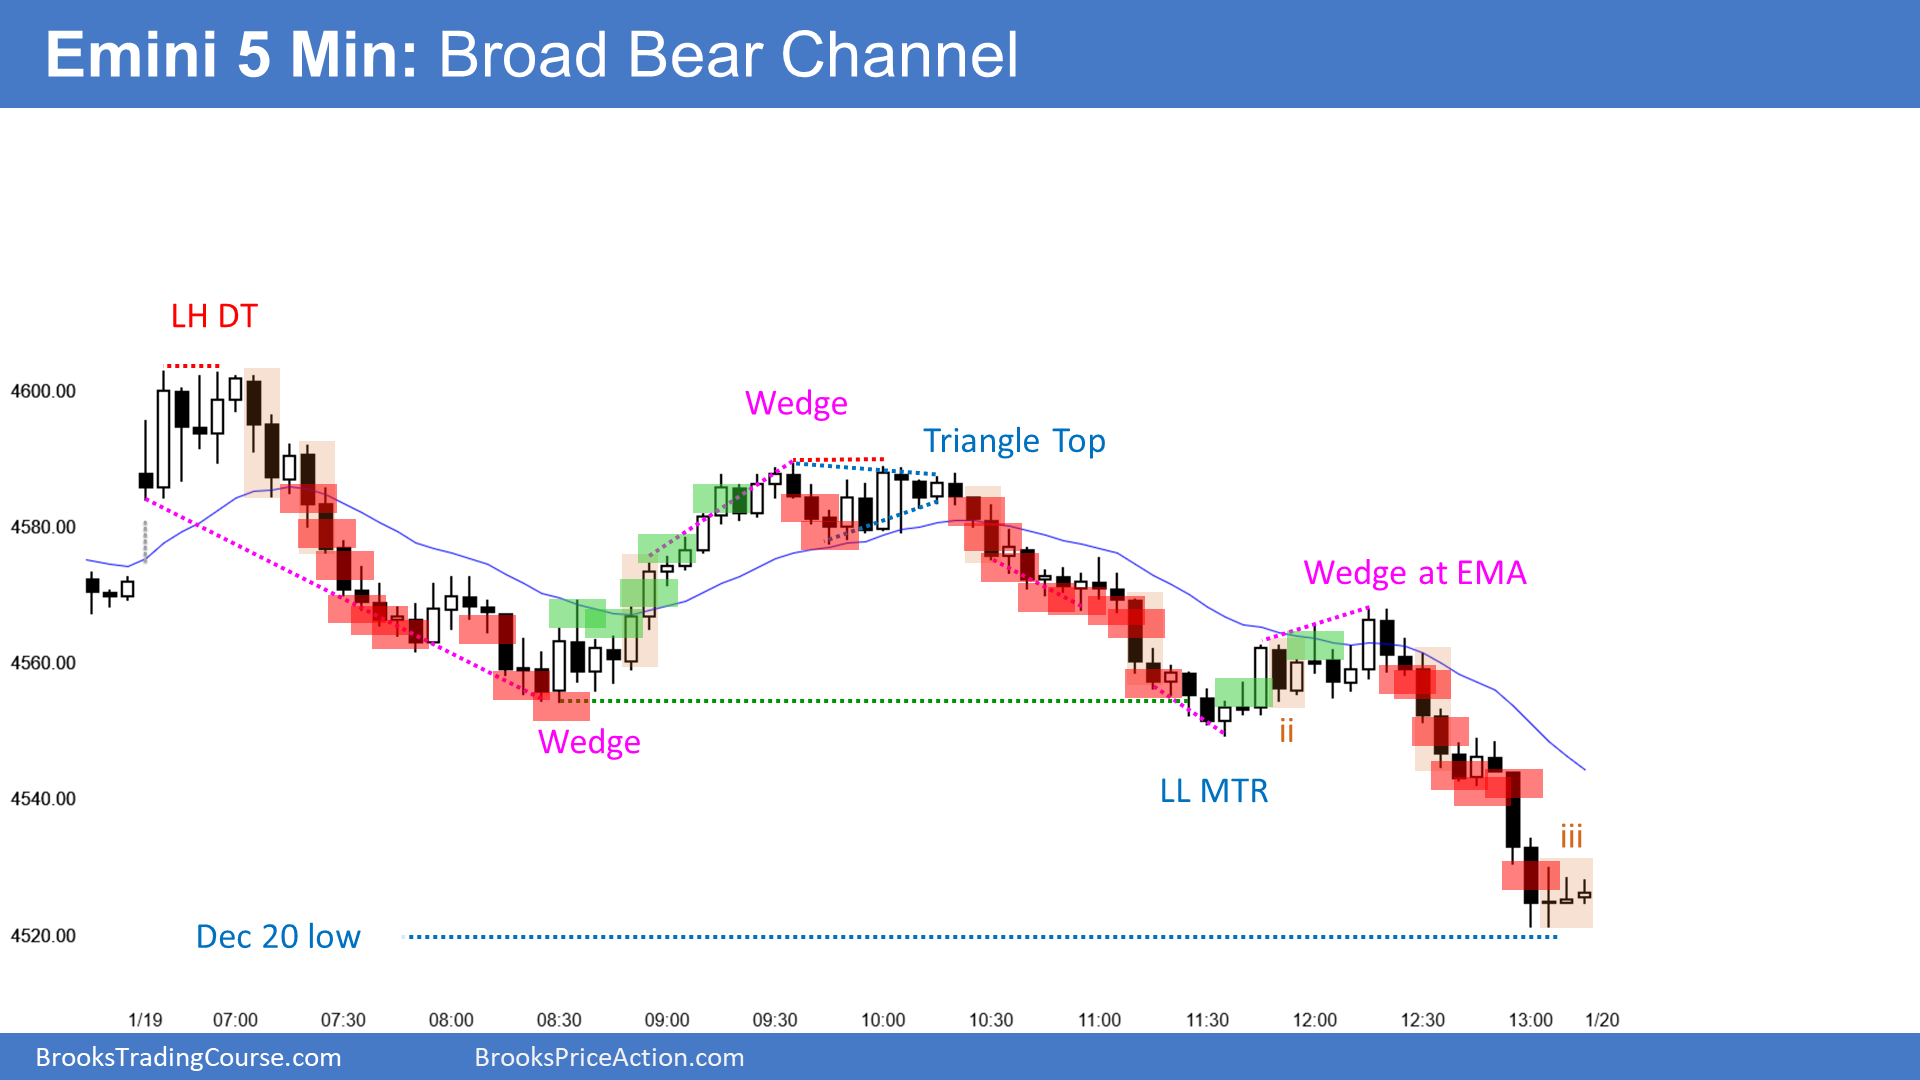 Emini 5 Min: Broad Bear Channel
LH DT
4600.00
Wedge
Triangle Top
4580.00
Wedge at EMA
4560.00
ii
Wedge
LL MTR
4540.00
iii
Dec 20 low
4520.00
1/19 07:00 07:30 08:00 08:30 09:00 09:30 10:00 10:30 11:00 11:30 12:00 12:30 13:00 1/20
BrooksTradingCourse.com BrooksPriceAction.com